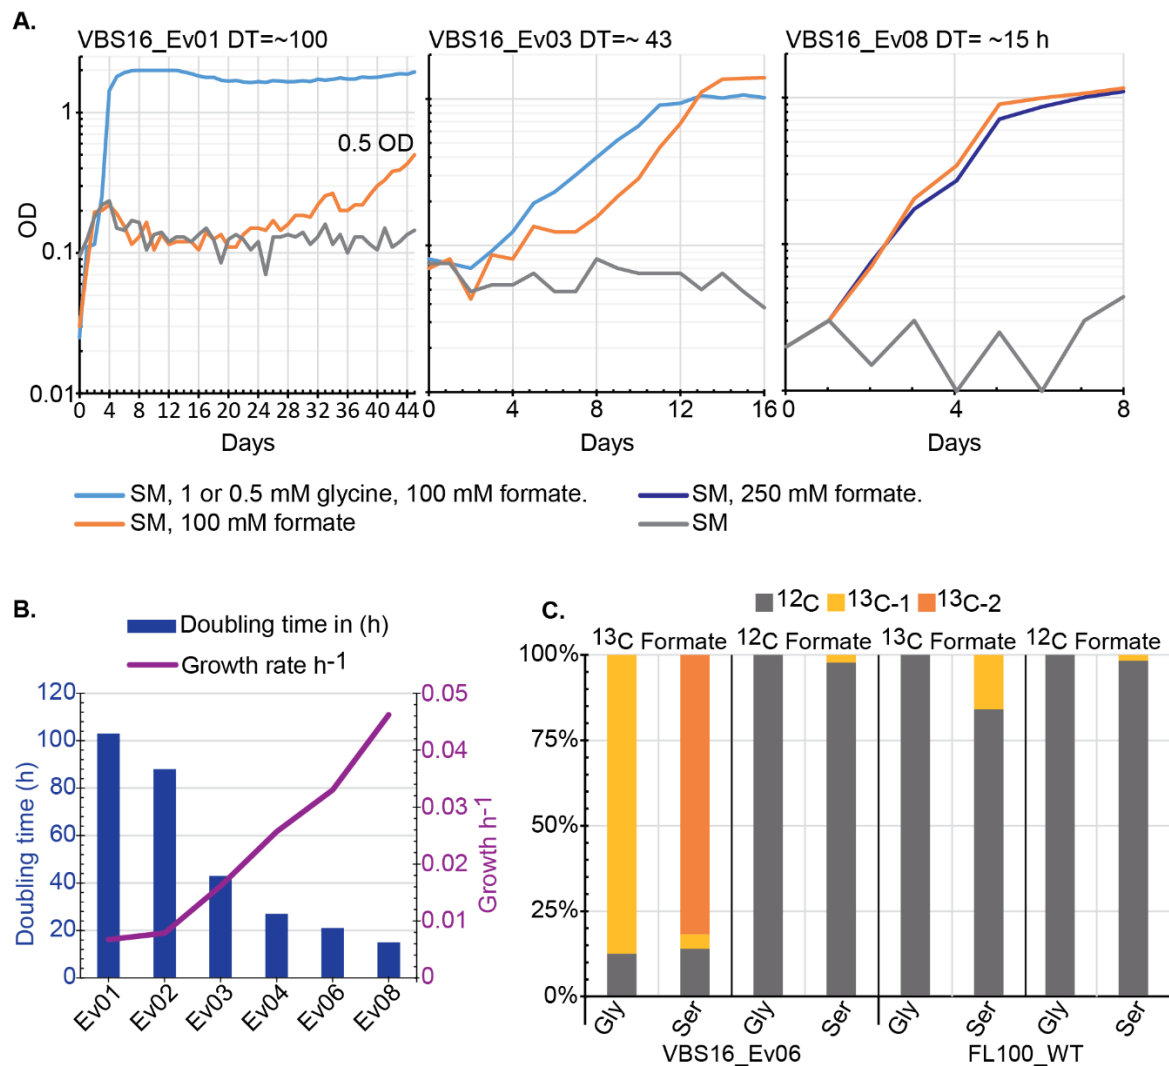 A.
VBS16_Ev01 DT=~100
VBS16_Ev03 DT=~ 43
VBS16_Ev08 DT= ~15 h
OD
1
0.1
0.01
0.5 OD
0 4 8 12 16 20 24 28 32 36 40 44
0 4 8 12 16
0 4 8
Days
Days
Days
SM, 1 or 0.5 mM glycine, 100 mM formate.
SM, 250 mM formate.
SM, 100 mM formate
SM
B.
Doubling time in (h)
Growth rate h-1
Doubling time (h)
120
100
80
60
40
20
0
0.05
0.04
0.03
0.02
0.01
0
Growth h-1
Ev01 Ev02 Ev03 Ev04 Ev06 Ev08
C.
12C 13C-1 13C-2
13C Formate 12C Formate 13C Formate 12C Formate
100%
75%
50%
25%
0%
Gly Ser Gly Ser Gly Ser Gly Ser
VBS16_Ev06 FL100_WT